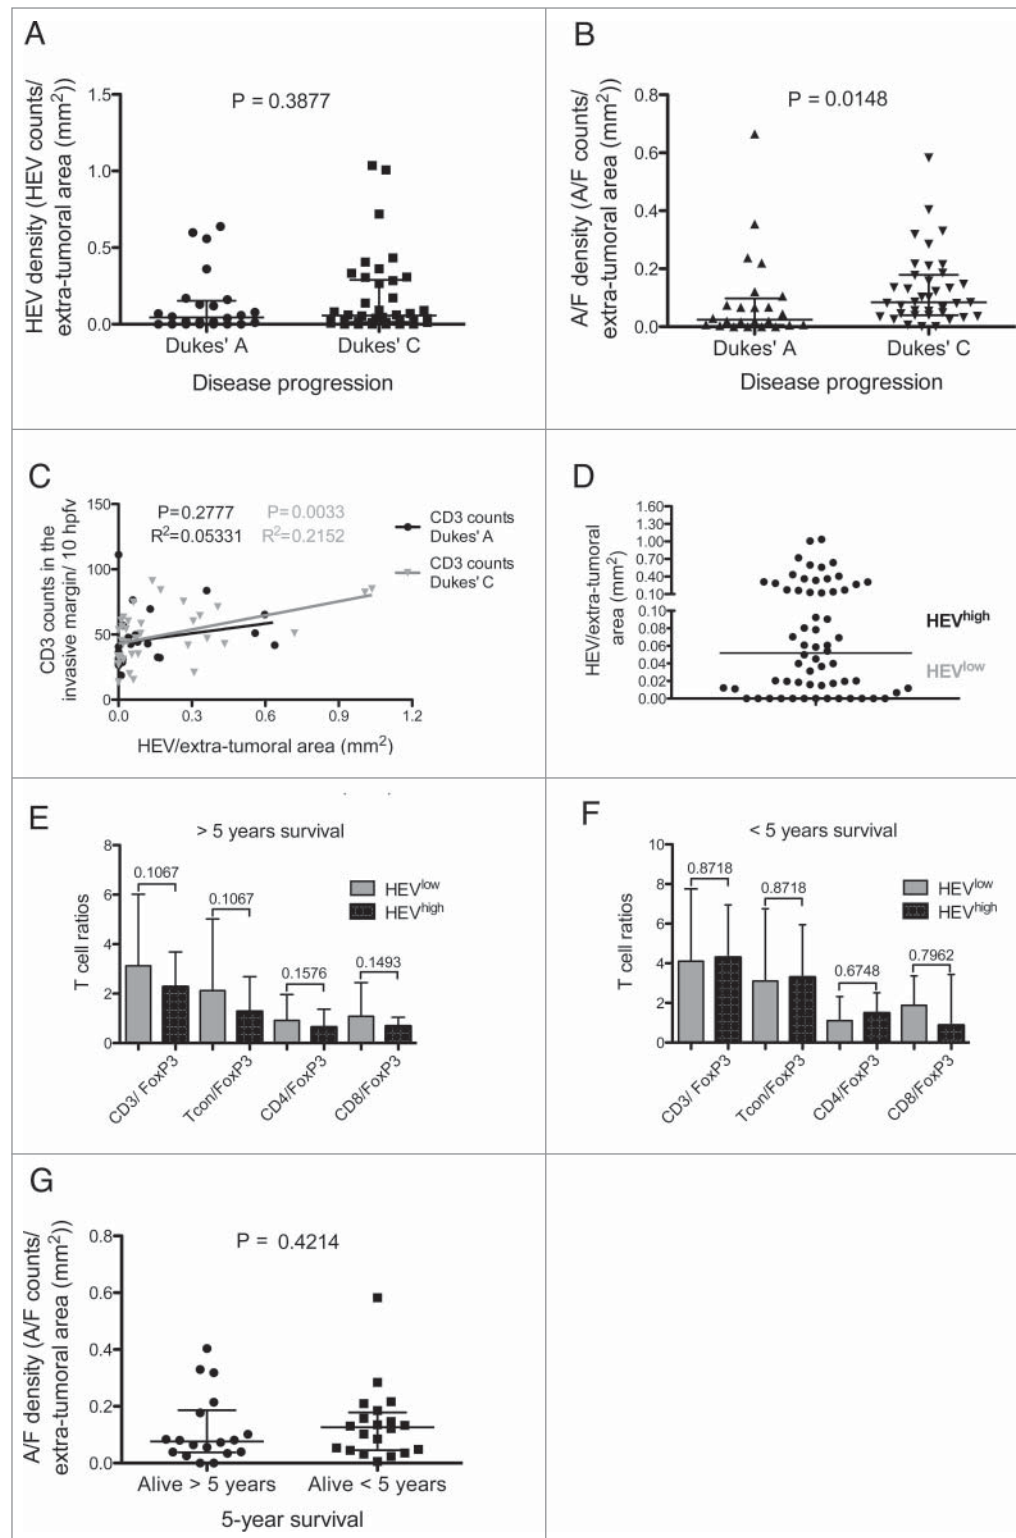 A
HEV density (HEV counts/
extra-tumoral area (mm²))
P = 0.3877
1.5
1.0
0.5
0.0
Dukes' A
Dukes' C
Disease progression
B
A/F density (A/F counts/
extra-tumoral area (mm²))
P = 0.0148
0.8
0.6
0.4
0.2
0.0
Dukes' A
Dukes' C
Disease progression
C
CD3 counts in the
invasive margin/ 10 hpfv
150
100
50
0
P=0.2777
R²=0.05331
P=0.0033
R²=0.2152
CD3 counts
Dukes' A
CD3 counts
Dukes' C
0.0
0.3
0.6
0.9
1.2
HEV/extra-tumoral area (mm²)
D
HEV/extra-tumoral
area (mm²)
1.60
1.30
1.00
0.70
0.40
0.10
0.10
0.08
0.06
0.04
0.02
0.00
HEVhigh
HEVlow
E
> 5 years survival
T cell ratios
8
6
4
2
0
0.1067
0.1067
0.1576
0.1493
HEVlow
HEVhigh
CD3/ FoxP3
Tcon/FoxP3
CD4/FoxP3
CD8/FoxP3
F
< 5 years survival
T cell ratios
10
8
6
4
2
0
0.8718
0.8718
0.6748
0.7962
HEVlow
HEVhigh
CD3/ FoxP3
Tcon/FoxP3
CD4/FoxP3
CD8/FoxP3
G
A/F density (A/F counts/
extra-tumoral area (mm²))
P = 0.4214
0.8
0.6
0.4
0.2
0.0
Alive > 5 years
Alive < 5 years
5-year survival